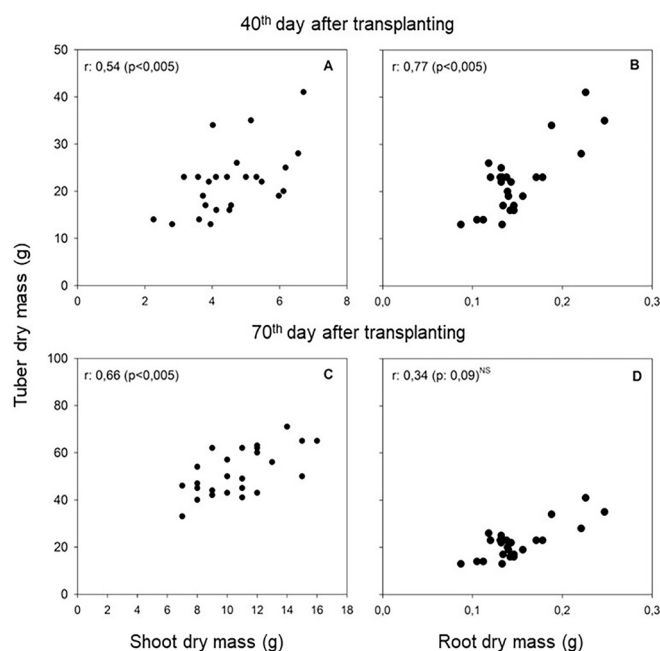 40th day after transplanting
r: 0,54 (p<0,005)
A
r: 0,77 (p<0,005)
B
50
40
30
20
10
0
0 2 4 6 8
0,0 0,1 0,2 0,3
Tuber dry mass (g)
70th day after transplanting
r: 0,66 (p<0,005)
C
r: 0,34 (p: 0,09)NS
D
100
80
60
40
20
0
0 2 4 6 8 10 12 14 16 18
0,0 0,1 0,2 0,3
Shoot dry mass (g)
Root dry mass (g)